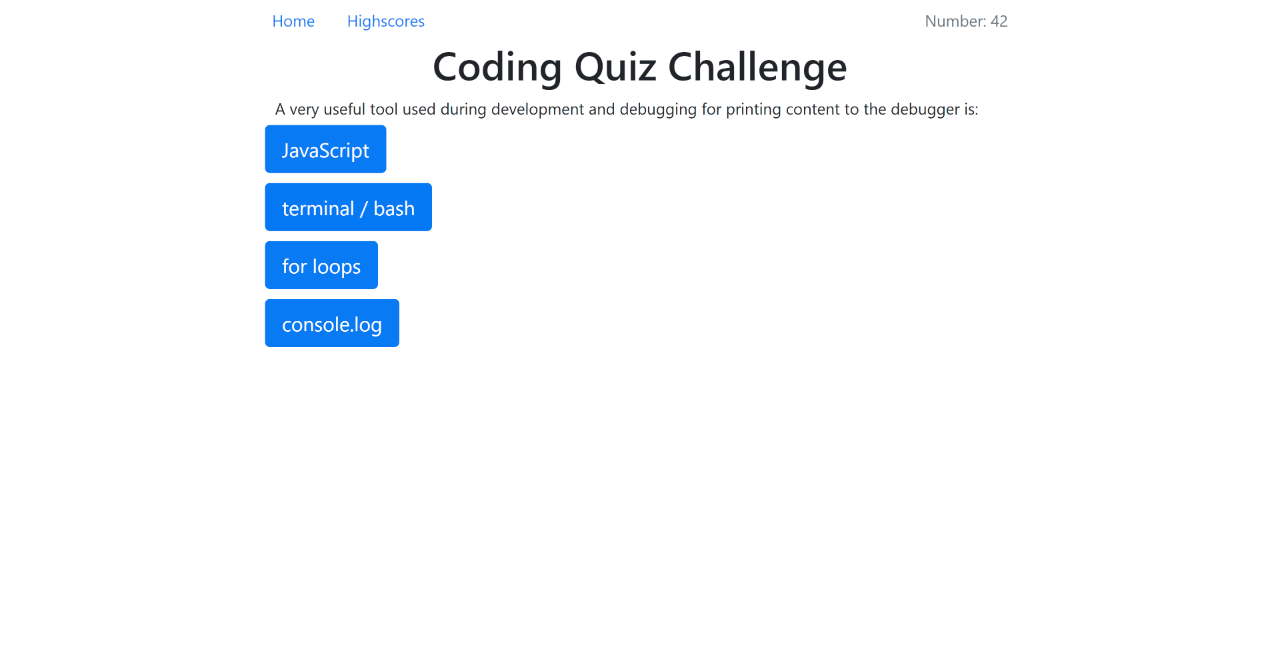 Home Highscores Number: 42
Coding Quiz Challenge
A very useful tool used during development and debugging for printing content to the debugger is:
JavaScript
terminal / bash
for loops
console.log